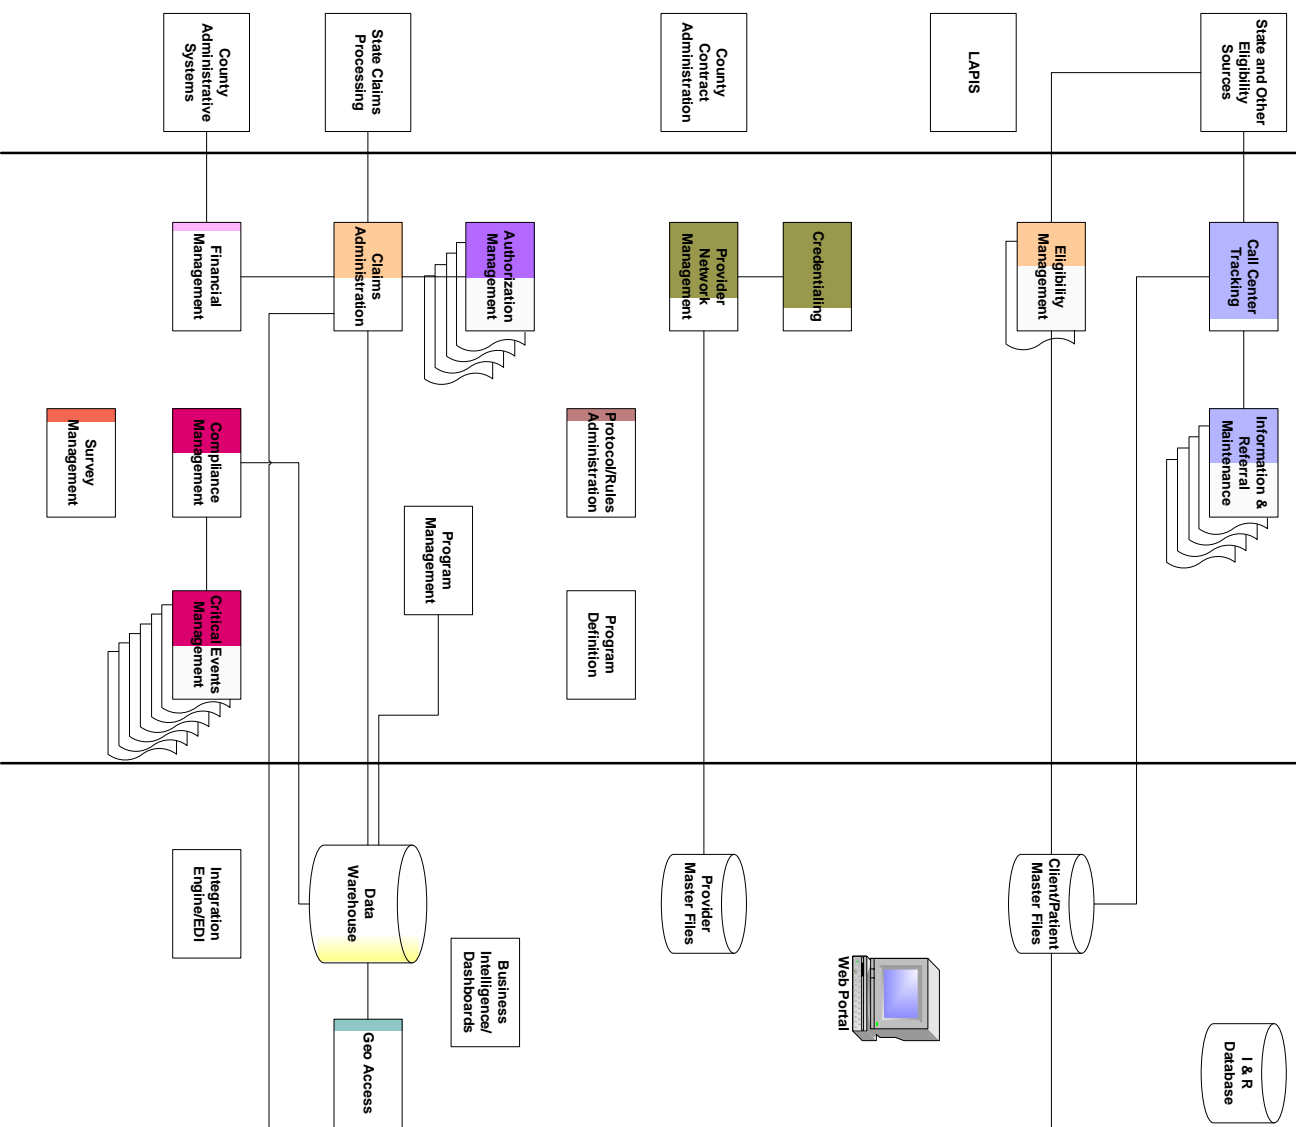 State and Other
Eligibility
Sources
LAPIS
County
Contract
Administration
State Claims
Processing
County
Administrative
Systems
Call Center
Tracking
Eligibility
Management
Credentialing
Provider
Network
Management
Authorization
Management
Claims
Administration
Financial
Management
Information &
Referral
Maintenance
Protocol/Rules
Administration
Compliance
Management
Survey
Management
Program
Management
Program
Definition
Critical Events
Management
Client/Patient
Master Files
Provider
Master Files
Data
Warehouse
Integration
Engine/EDI
Business
Intelligence/
Dashboards
Web Portal
I & R
Database
Geo Access